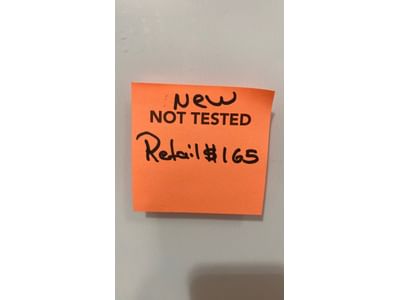 New
NOT TESTED
Retail $165